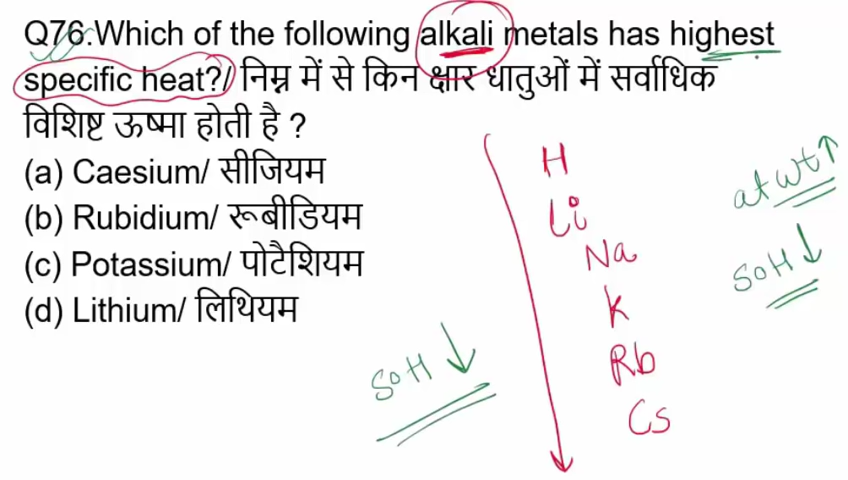 Q76.Which of the following alkali metals has highest
specific heat?/ निम्न में से किन क्षार धातुओं में सर्वाधिक
विशिष्ट ऊष्मा होती है ?
(a) Caesium/ सीजियम
(b) Rubidium/ रूबीडियम
(c) Potassium/ पोटैशियम
(d) Lithium/ लिथियम
H
Li
Na
K
Rb
Cs
at wt ↑
SOH ↓
SOH ↓